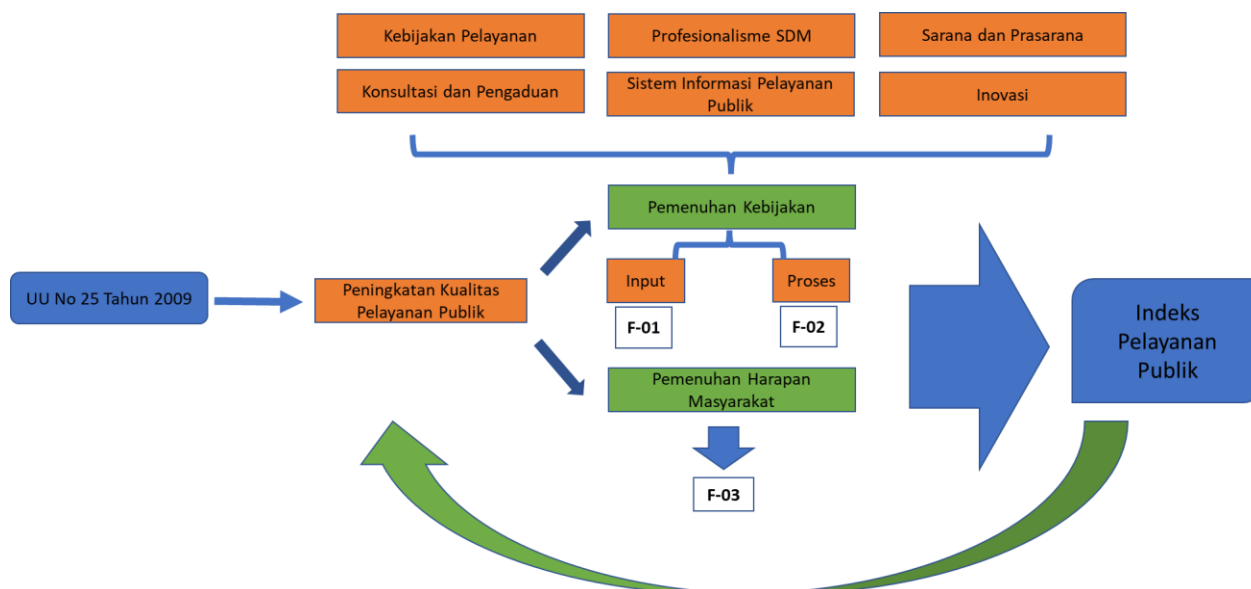 Kebijakan Pelayanan
Profesionalisme SDM
Sarana dan Prasarana
Konsultasi dan Pengaduan
Sistem Informasi Pelayanan
Publik
Inovasi
Pemenuhan Kebijakan
UU No 25 Tahun 2009
Peningkatan Kualitas
Pelayanan Publik
Input
Proses
F-01
F-02
Pemenuhan Harapan
Masyarakat
F-03
Indeks
Pelayanan
Publik